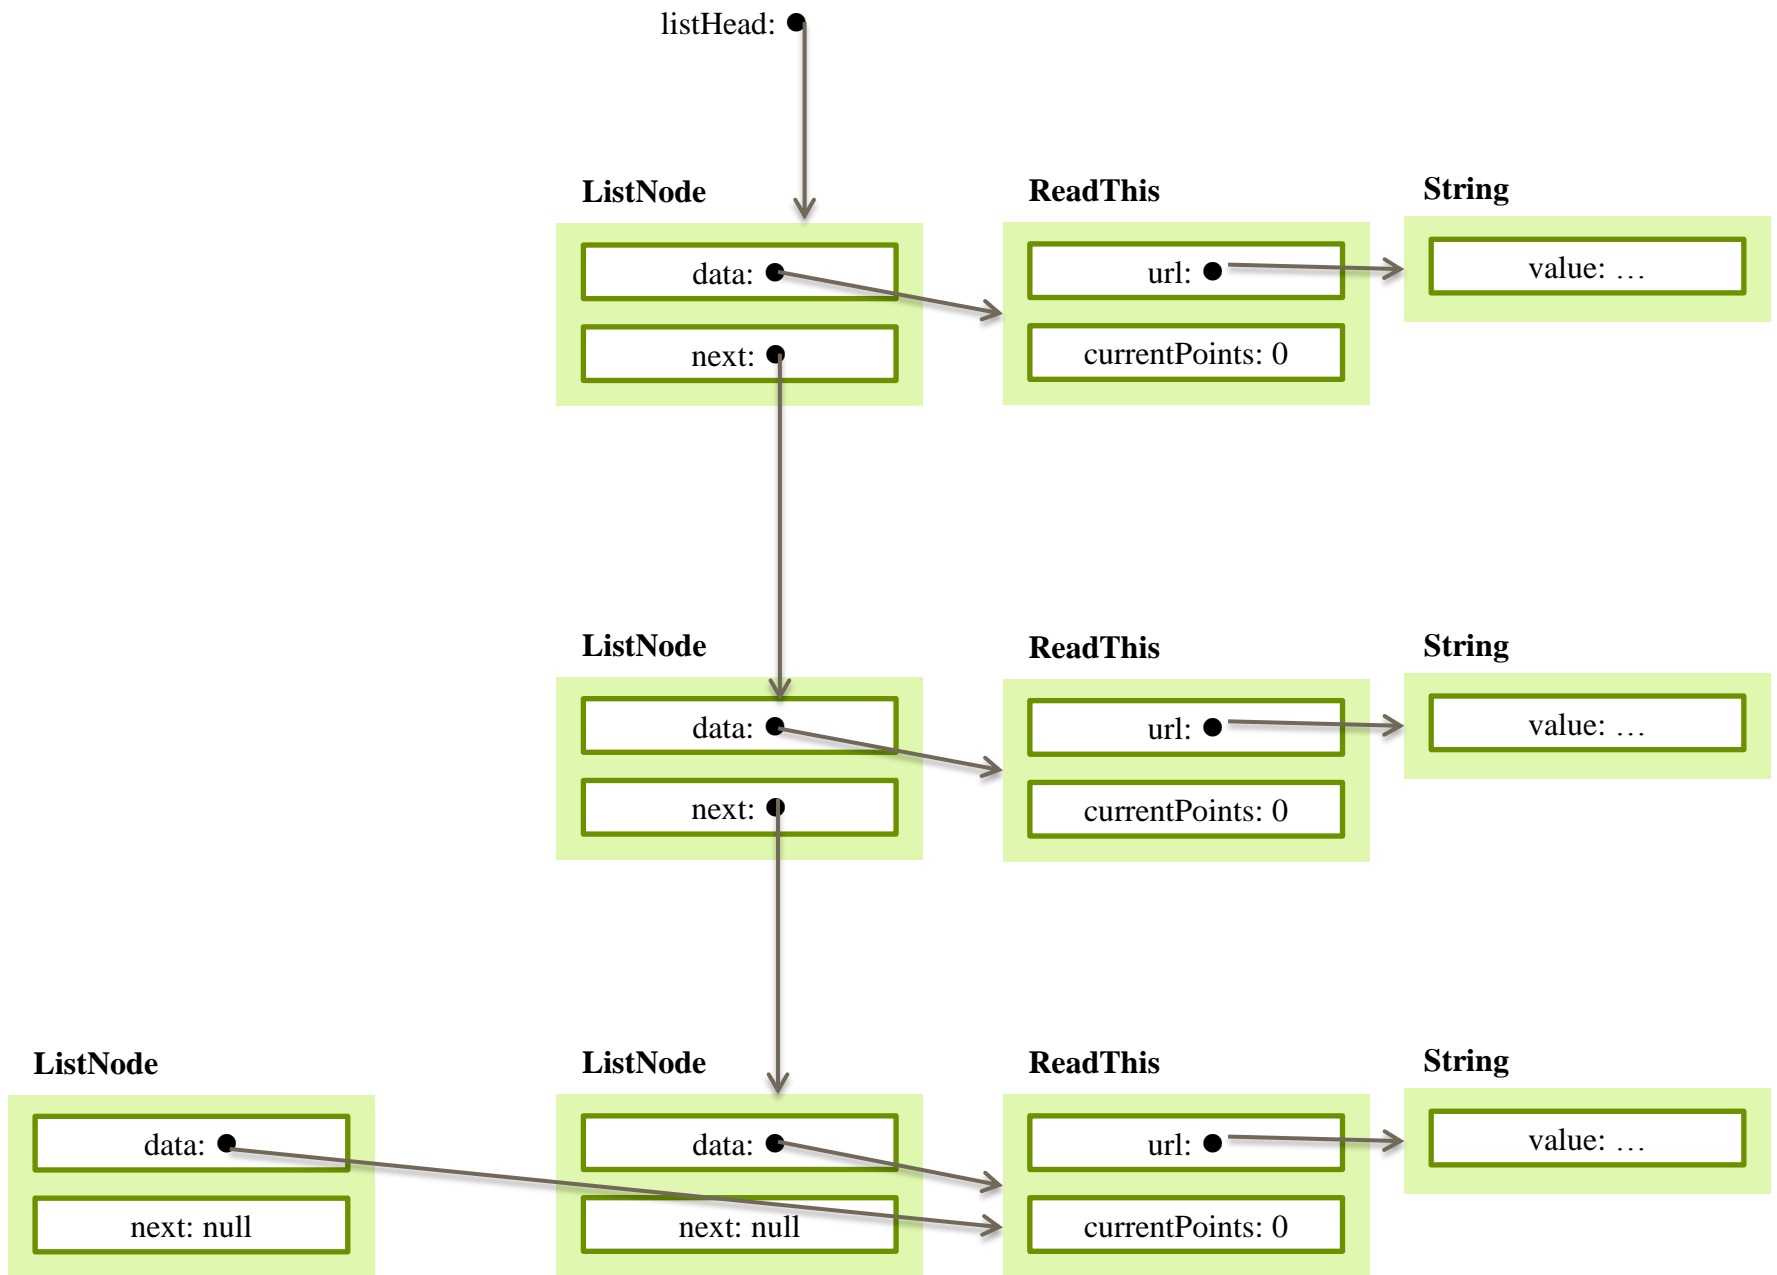 listHead:
ListNode
ReadThis
String
data:
url:
value: …
next:
currentPoints: 0
ListNode
ReadThis
String
data:
url:
value: …
next:
currentPoints: 0
ListNode
ListNode
ReadThis
String
data:
data:
url:
value: …
next: null
next: null
currentPoints: 0